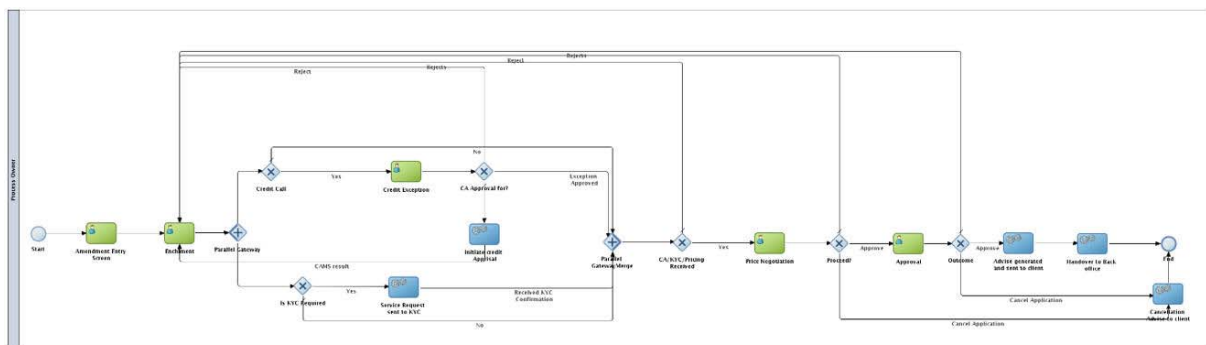 Process Owner
Rejects
Reject
Reject
Rejects
No
Credit Call
Yes
Credit Exception
CA Approval for?
Exception
Approved
Start
Amendment Entry
Screen
Enrichment
Parallel Gateway
Initiate credit
Approval
CAMS result
Parallel
Gateway/Merge
CA/KYC/Pricing
Received
Yes
Price Negotiation
Proceed?
Approve
Approval
Outcome
Approve
Advice generated
and sent to client
Handover to Back
office
End
Is KYC Required
Yes
Service Request
sent to KYC
Received KYC
Confirmation
No
Cancel Application
Cancel Application
Cancellation
Advise to client